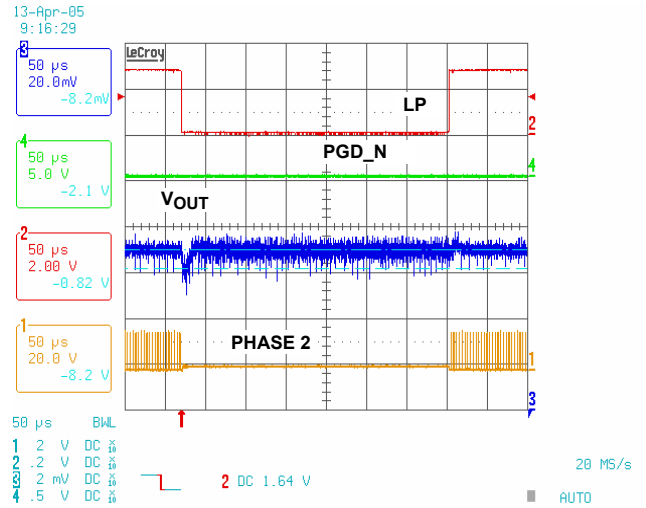 13-Apr-05
9:16:29
LeCroy
3
50 µs
20.0mV
-8.2mV
LP
2
4
50 µs
5.0 V
-2.1 V
PGD_N
4
VOUT
2
50 µs
2.00 V
-0.82 V
1
50 µs
20.0 V
-8.2 V
PHASE 2
1
3
50 µs BWL
1 2 V DC x10
2 .2 V DC x10
3 2 mV DC x10
4 .5 V DC x10
2 DC 1.64 V
20 MS/s
AUTO